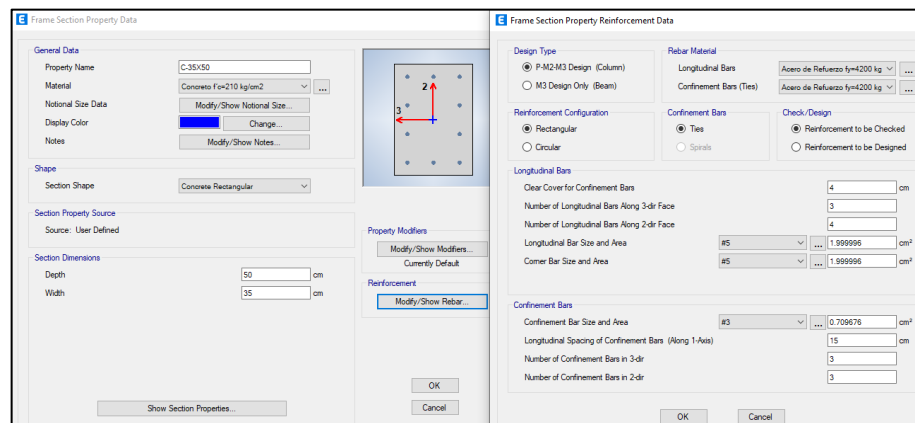 Frame Section Property Data
General Data
Property Name C-35X50
Material Concreto f'c=210 kg/cm2 ...
Notional Size Data Modify/Show Notional Size...
Display Color Change...
Notes Modify/Show Notes...
Shape
Section Shape Concrete Rectangular
Section Property Source
Source: User Defined
Section Dimensions
Depth 50 cm
Width 35 cm
Show Section Properties...
2
3
Property Modifiers
Modify/Show Modifiers...
Currently Default
Reinforcement
Modify/Show Rebar...
OK
Cancel
Frame Section Property Reinforcement Data
Design Type
P-M2-M3 Design (Column)
M3 Design Only (Beam)
Rebar Material
Longitudinal Bars Acero de Refuerzo fy=4200 kg ...
Confinement Bars (Ties) Acero de Refuerzo fy=4200 kg ...
Reinforcement Configuration
Rectangular
Circular
Confinement Bars
Ties
Spirals
Check/Design
Reinforcement to be Checked
Reinforcement to be Designed
Longitudinal Bars
Clear Cover for Confinement Bars 4 cm
Number of Longitudinal Bars Along 3-dir Face 3
Number of Longitudinal Bars Along 2-dir Face 4
Longitudinal Bar Size and Area #5 ... 1.999996 cm²
Corner Bar Size and Area #5 ... 1.999996 cm²
Confinement Bars
Confinement Bar Size and Area #3 ... 0.709676 cm²
Longitudinal Spacing of Confinement Bars (Along 1-Axis) 15 cm
Number of Confinement Bars in 3-dir 3
Number of Confinement Bars in 2-dir 3
OK Cancel